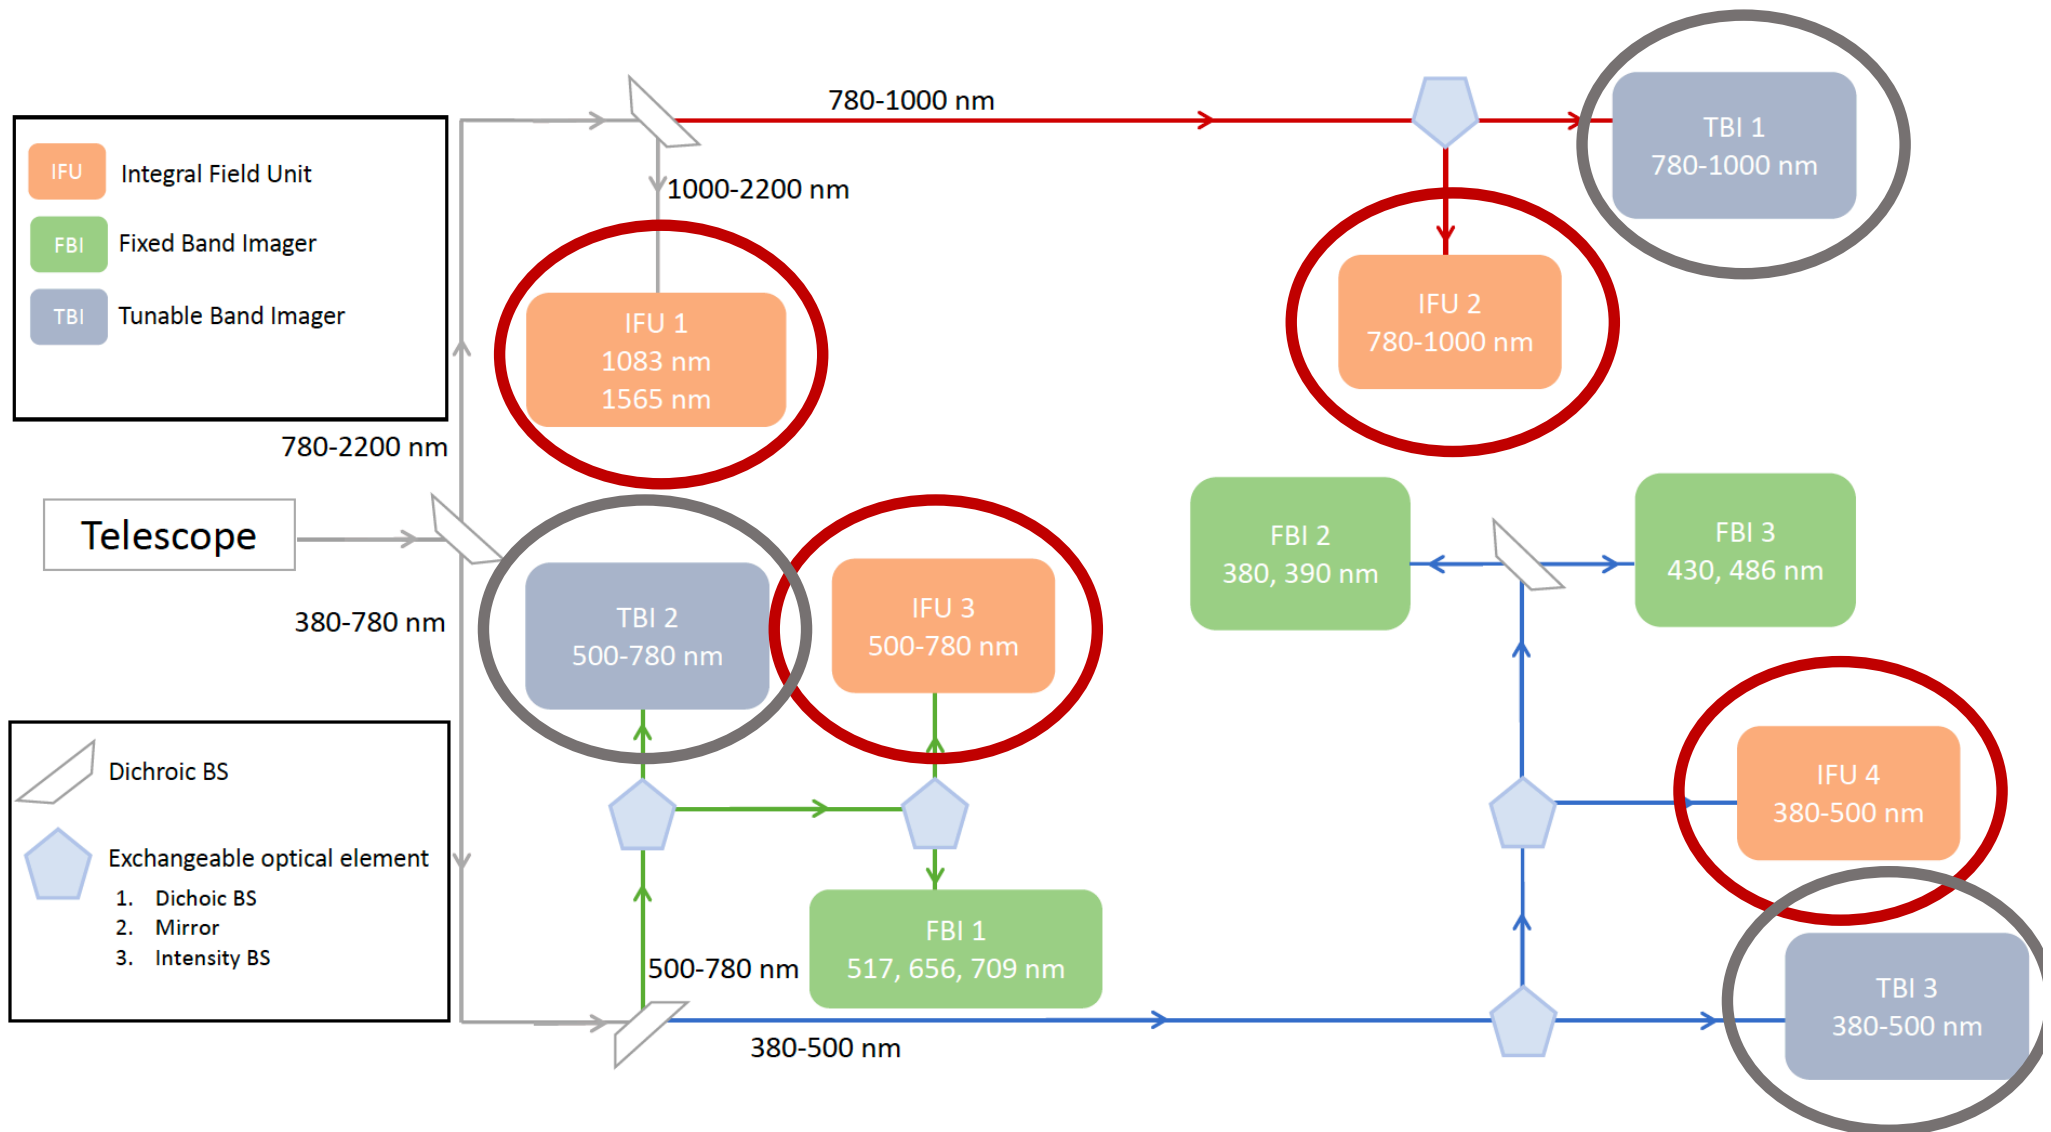 780-1000 nm
TBI 1
780-1000 nm
IFU
Integral Field Unit
FBI
Fixed Band Imager
TBI
Tunable Band Imager
1000-2200 nm
IFU 1
1083 nm
1565 nm
IFU 2
780-1000 nm
780-2200 nm
Telescope
380-780 nm
TBI 2
500-780 nm
IFU 3
500-780 nm
FBI 2
380, 390 nm
FBI 3
430, 486 nm
Dichroic BS
Exchangeable optical element
1. Dichoic BS
2. Mirror
3. Intensity BS
IFU 4
380-500 nm
FBI 1
517, 656, 709 nm
500-780 nm
380-500 nm
TBI 3
380-500 nm